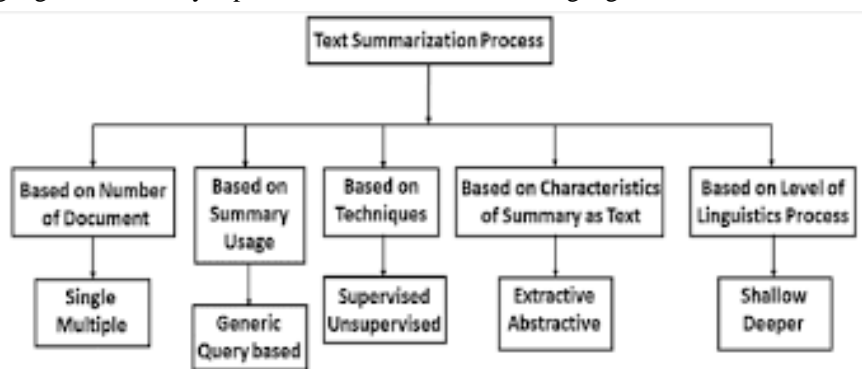 Text Summarization Process
Based on Number
of Document
Based on
Summary
Usage
Based on
Techniques
Based on Characteristics
of Summary as Text
Based on Level of
Linguistics Process
Single
Multiple
Generic
Query based
Supervised
Unsupervised
Extractive
Abstractive
Shallow
Deeper